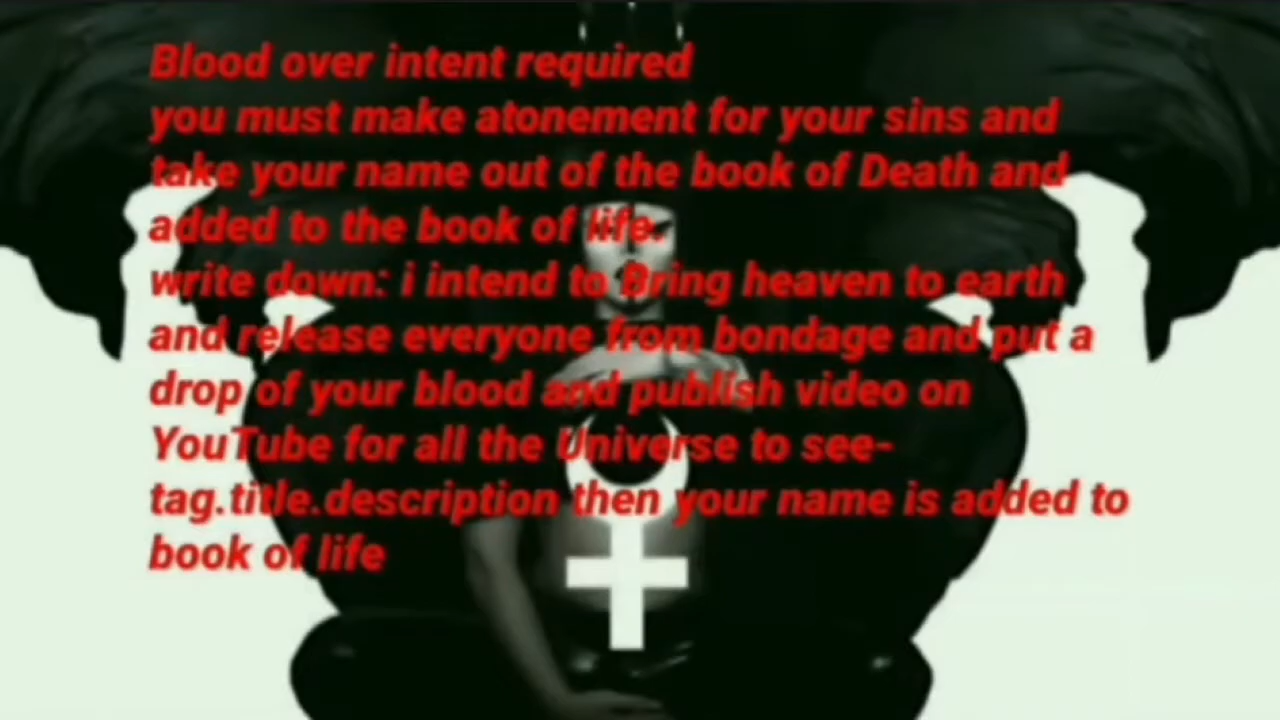 Blood over intent required
you must make atonement for your sins and
take your name out of the book of Death and
added to the book of life.
write down: i intend to Bring heaven to earth
and release everyone from bondage and put a
drop of your blood and publish video on
YouTube for all the Universe to see-
tag.title.description then your name is added to
book of life